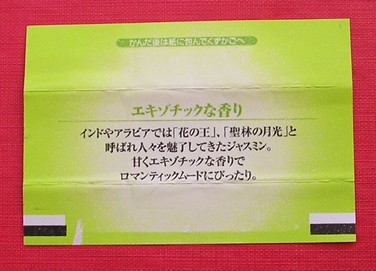 かんだ後は紙に包んでくずかごへ
エキゾチックな香り
インドやアラビアでは「花の王」、「聖林の月光」と
呼ばれ人々を魅了してきたジャスミン。
甘くエキゾチックな香りで
ロマンティックムードにぴったり。